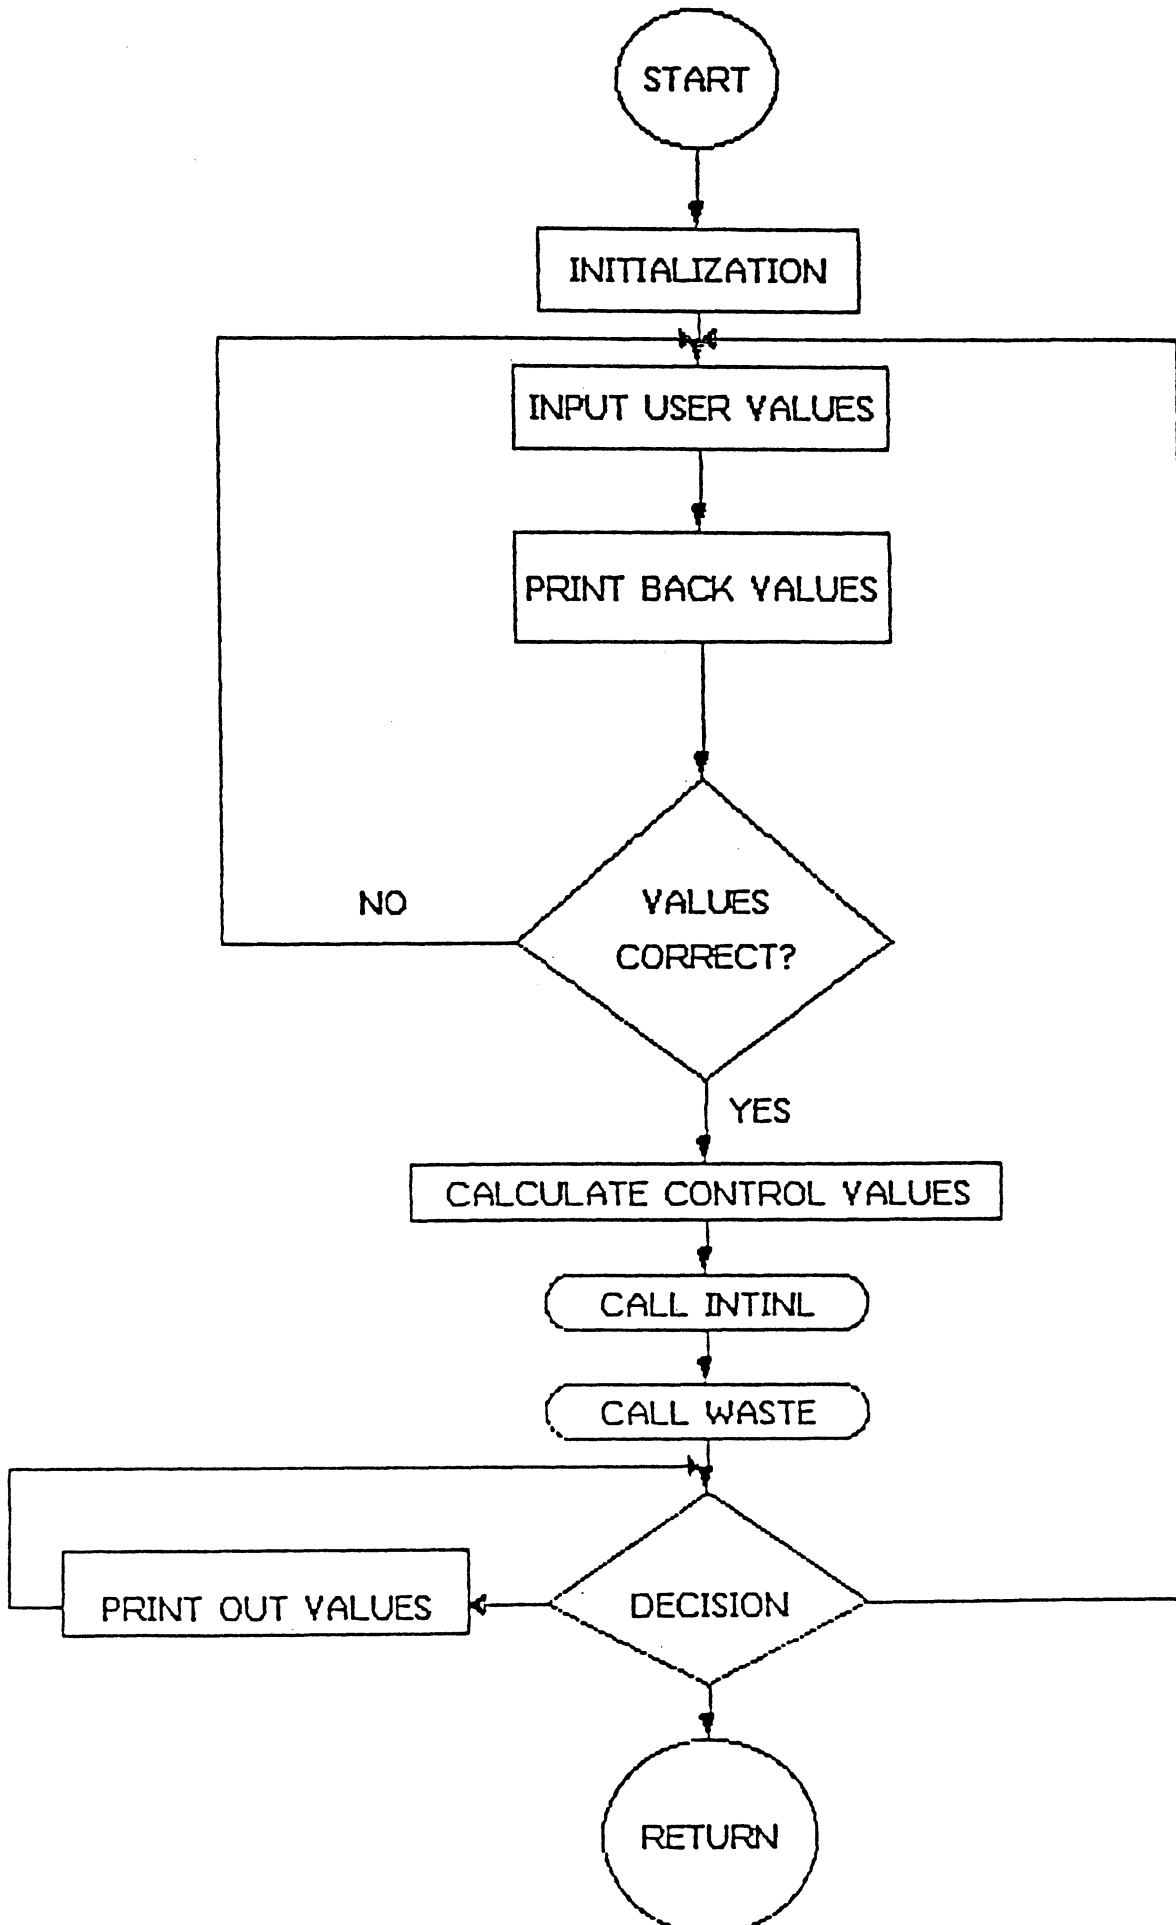 START
INITIALIZATION
INPUT USER VALUES
PRINT BACK VALUES
NO
VALUES
CORRECT?
YES
CALCULATE CONTROL VALUES
CALL INTINL
CALL WASTE
PRINT OUT VALUES
DECISION
RETURN